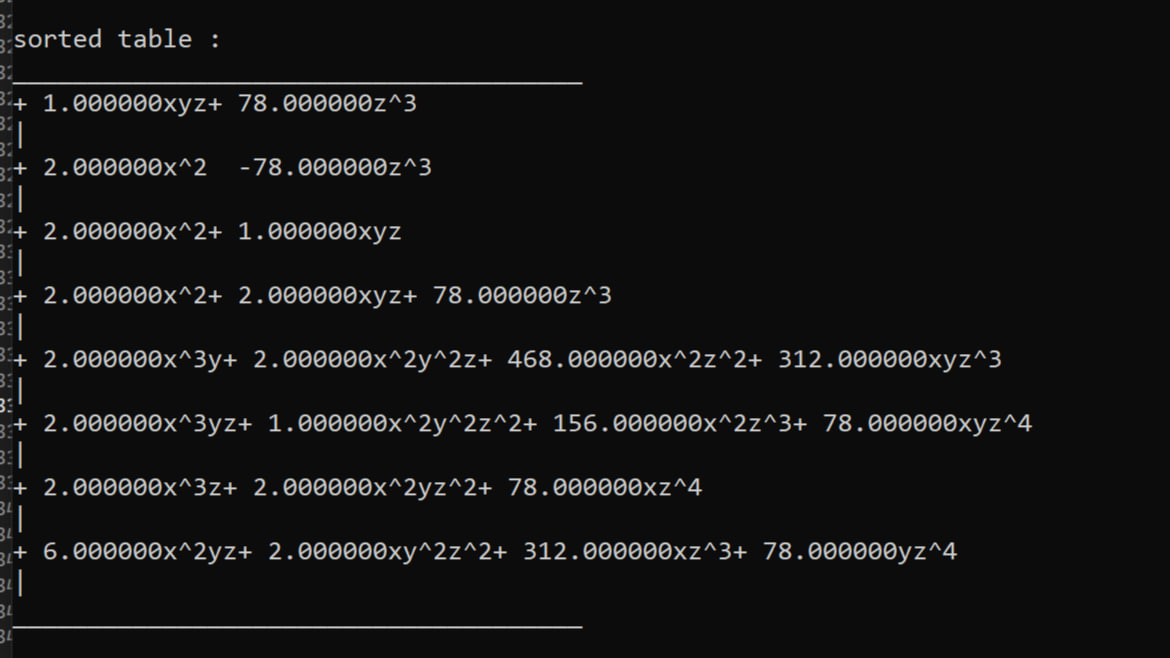 sorted table :
_______________________________________
+ 1.000000xyz+ 78.000000z^3
|
+ 2.000000x^2  -78.000000z^3
|
+ 2.000000x^2+ 1.000000xyz
|
+ 2.000000x^2+ 2.000000xyz+ 78.000000z^3
|
+ 2.000000x^3y+ 2.000000x^2y^2z+ 468.000000x^2z^2+ 312.000000xyz^3
|
+ 2.000000x^3yz+ 1.000000x^2y^2z^2+ 156.000000x^2z^3+ 78.000000xyz^4
|
+ 2.000000x^3z+ 2.000000x^2yz^2+ 78.000000xz^4
|
+ 6.000000x^2yz+ 2.000000xy^2z^2+ 312.000000xz^3+ 78.000000yz^4
|
_______________________________________